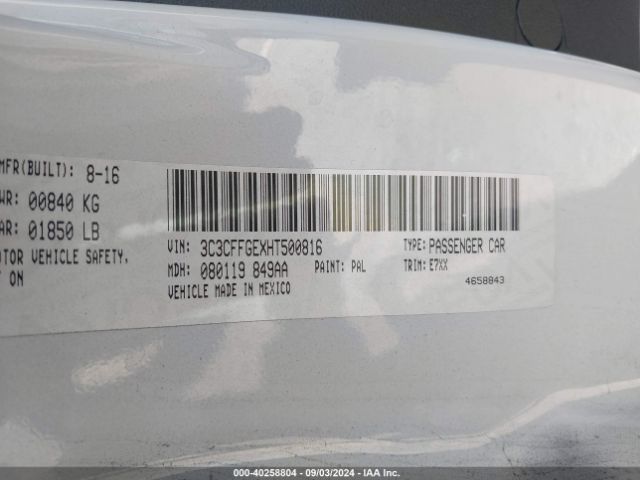 MFR(BUILT): 8-16
WR: 00840 KG
AR: 01850 LB
OTOR VEHICLE SAFETY,
T ON
VIN: 3C3CFFGEXHT500816
TYPE: PASSENGER CAR
MDH: 080119 849AA
PAINT: PAL
TRIM: E7XX
VEHICLE MADE IN MEXICO
4658843
000-40258804 - 09/03/2024 - IAA Inc.